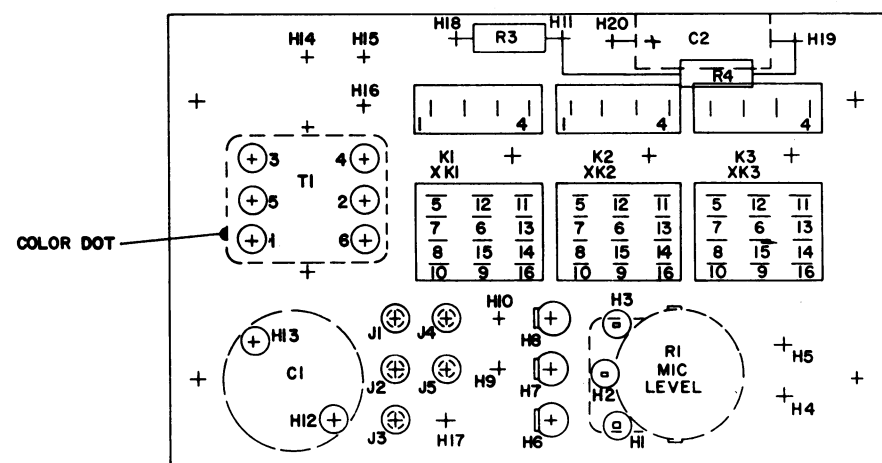 H18 R3 H11 H20 C2 H19
H14 H15
R4
H16
1 4 1 4 4
3 4 K1 K2 K3
T1 XK1 XK2 XK3
5 2 5 12 11 5 12 11 5 12 11
7 6 13 7 6 13 7 6 13
COLOR DOT 1 6 8 15 14 8 15 14 8 15 14
10 9 16 10 9 16 10 9 16
H10 H3
J1 J4 H8
H13 R1 H5
C1 MIC
J2 J5 H9 H7 H2 LEVEL
H4
H12
J3 H17 H6 H1